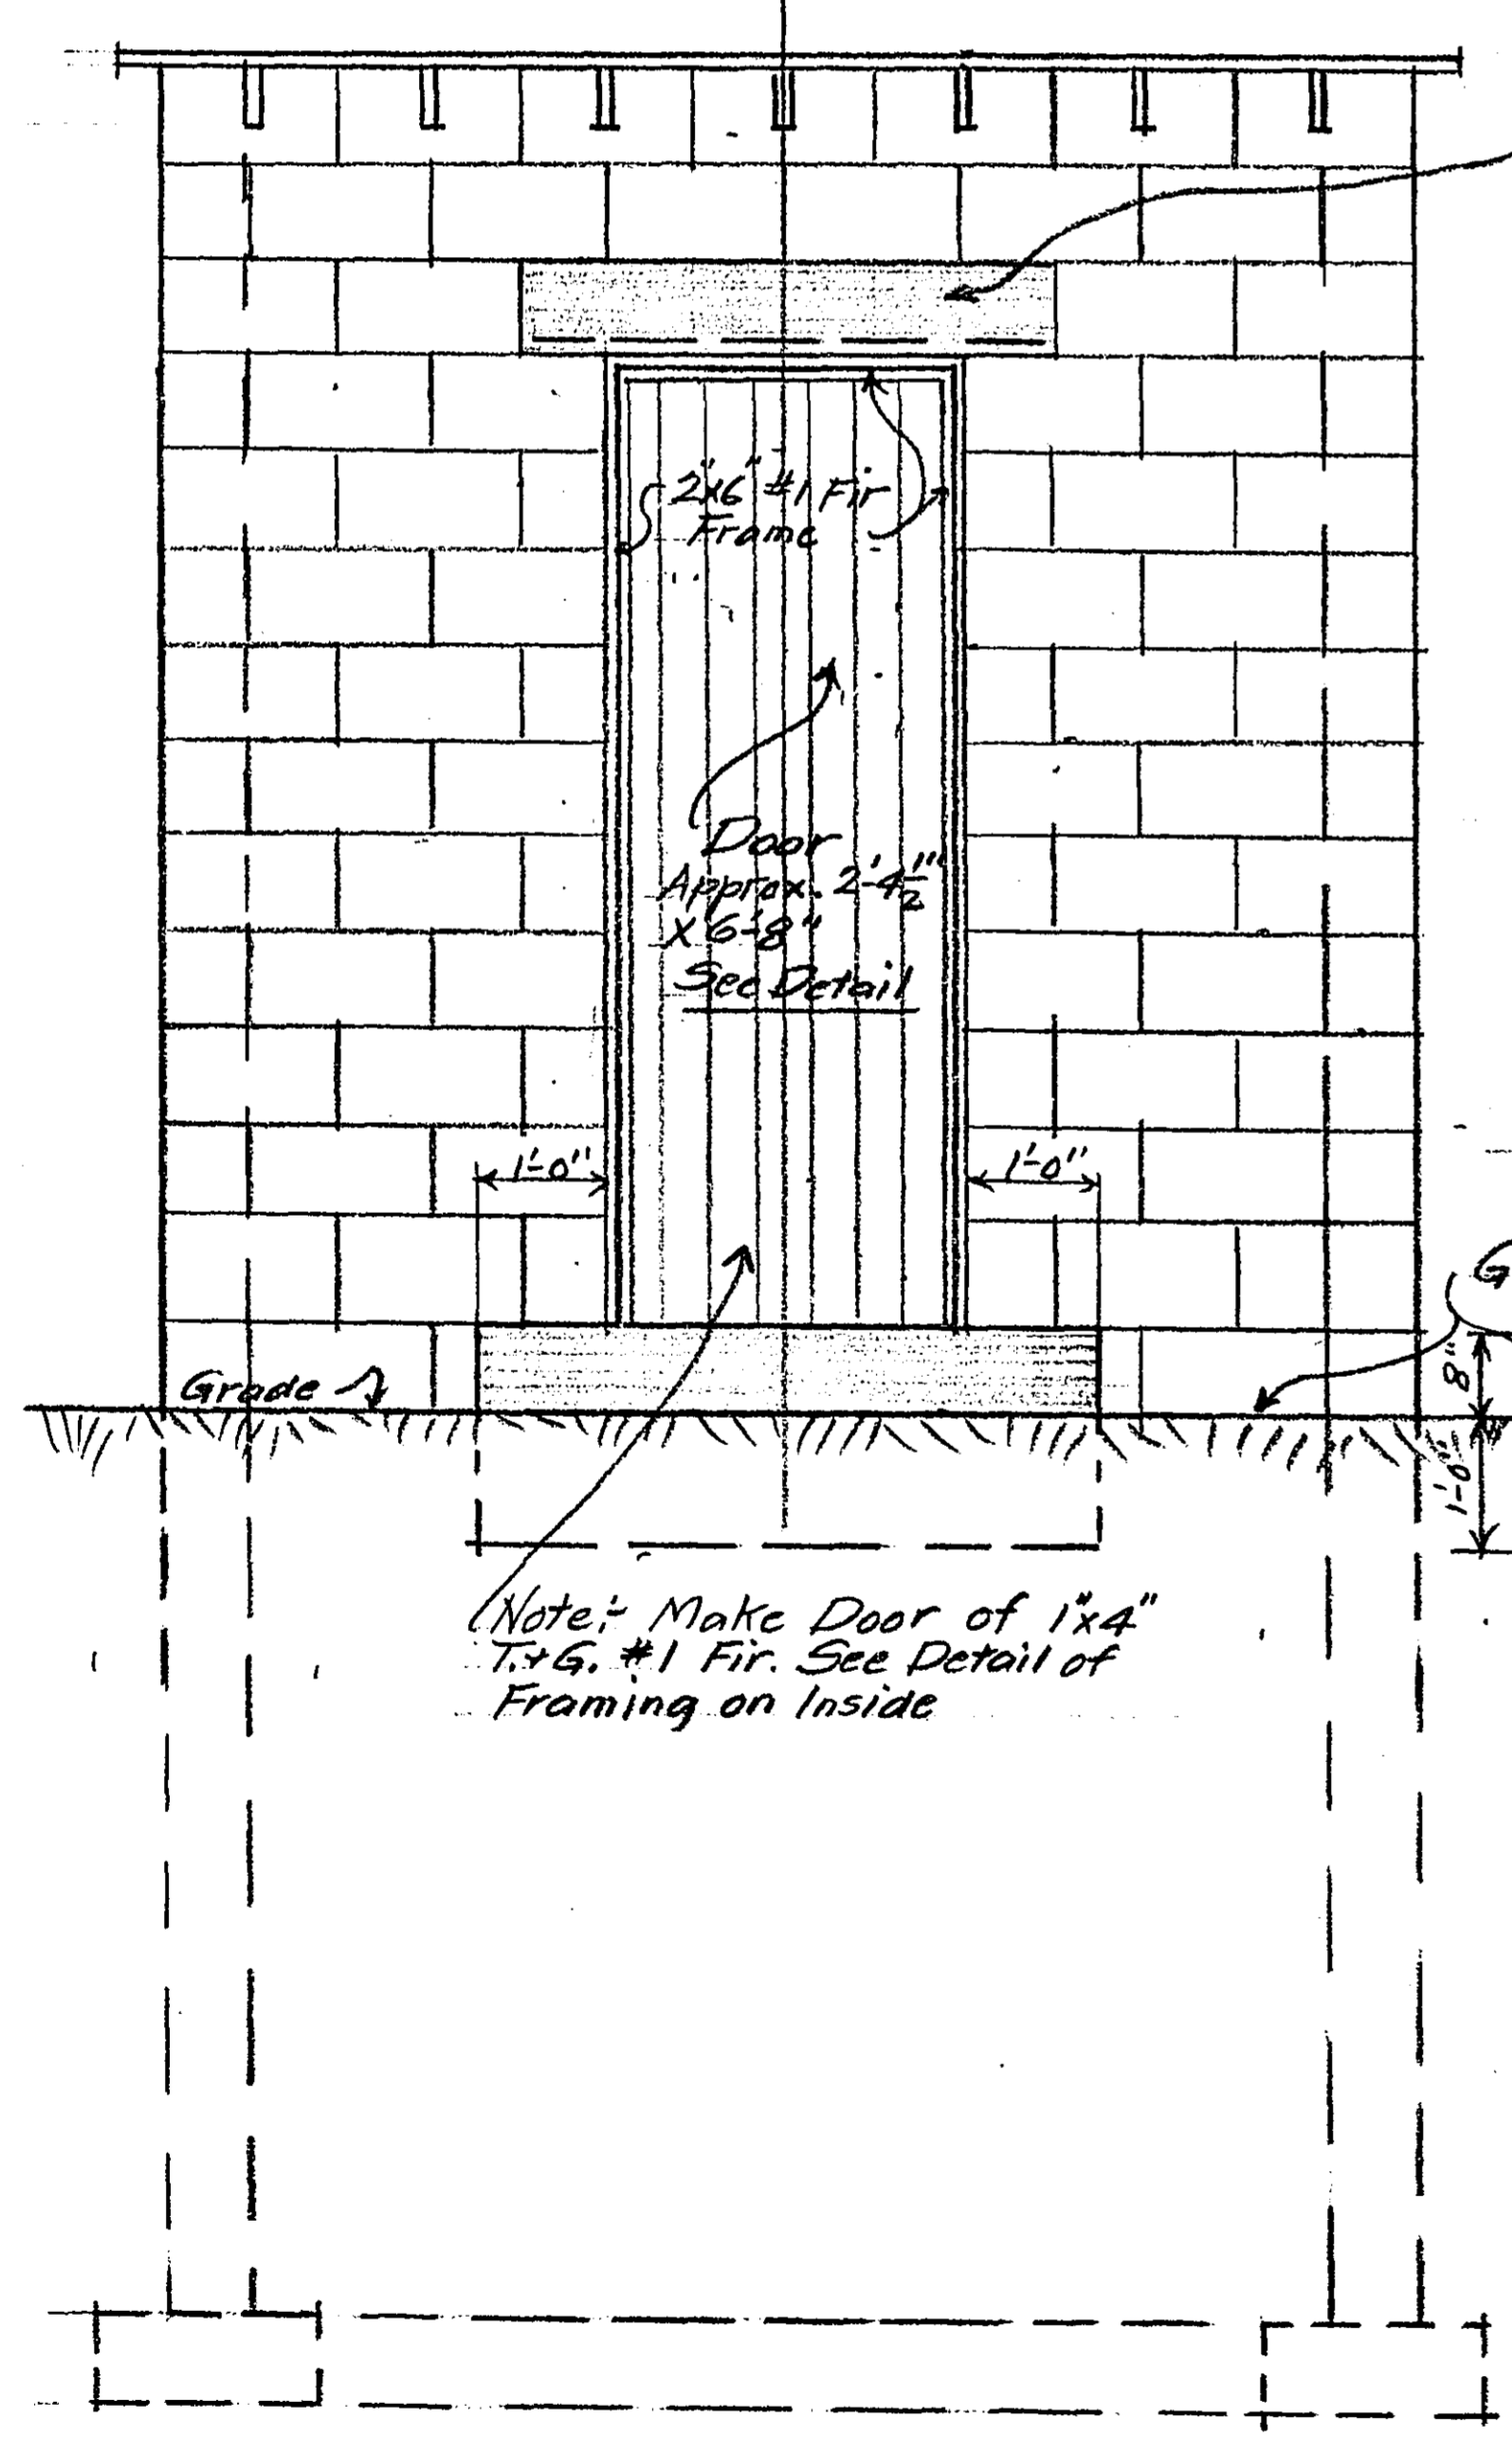 2"x6" #1 Fir
Frame
Door
Approx. 2'-4½"
X 6'-8"
See Detail
1'-0"
1'-0"
G
Grade
8"
1'-0"
Note:- Make Door of 1"x4"
T.&G. #1 Fir. See Detail of
Framing on Inside